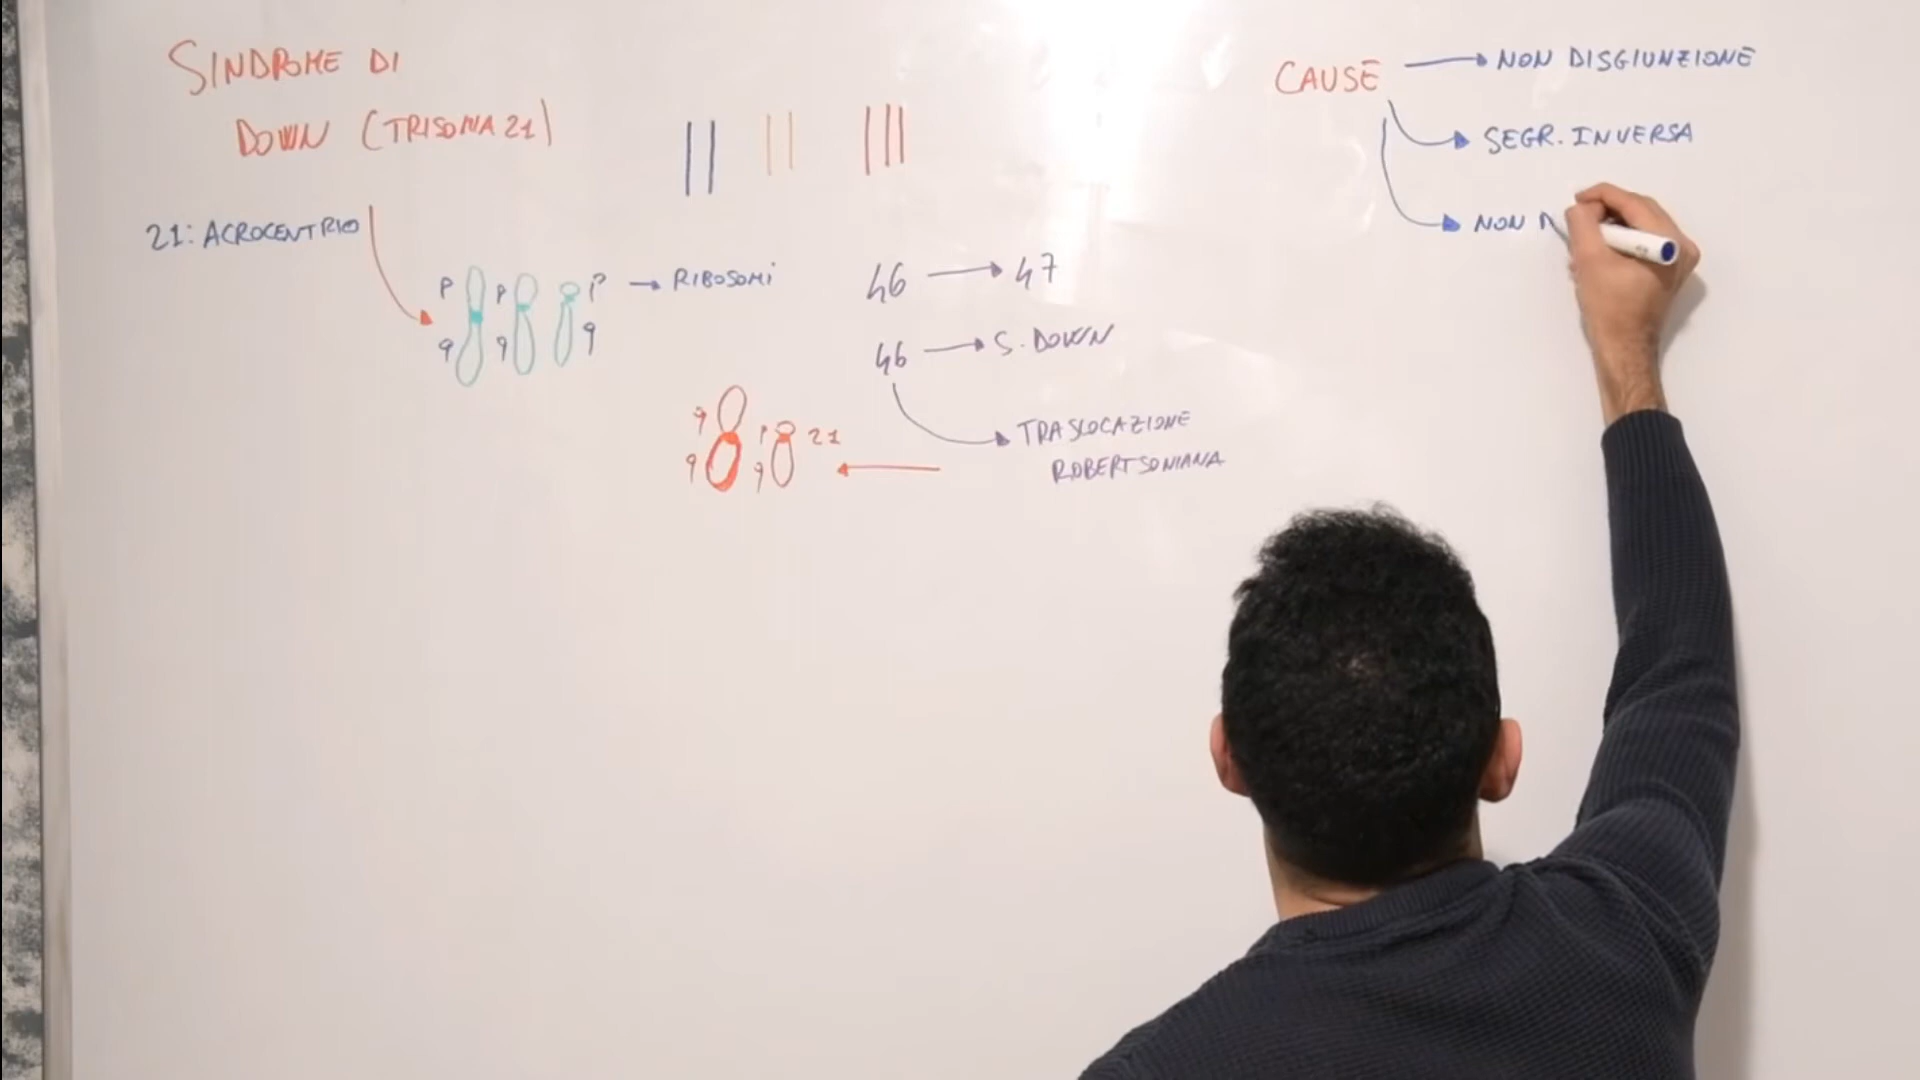 SINDROME DI
DOWN (TRISOMIA 21)
21: ACROCENTRIO
P P P → RIBOSOMI
q q q
46 → 47
46 → S. DOWN
TRASLOCAZIONE
ROBERTSONIANA
q P 21
q q
CAUSE → NON DISGIUNZIONE
SEGR. INVERSA
NON